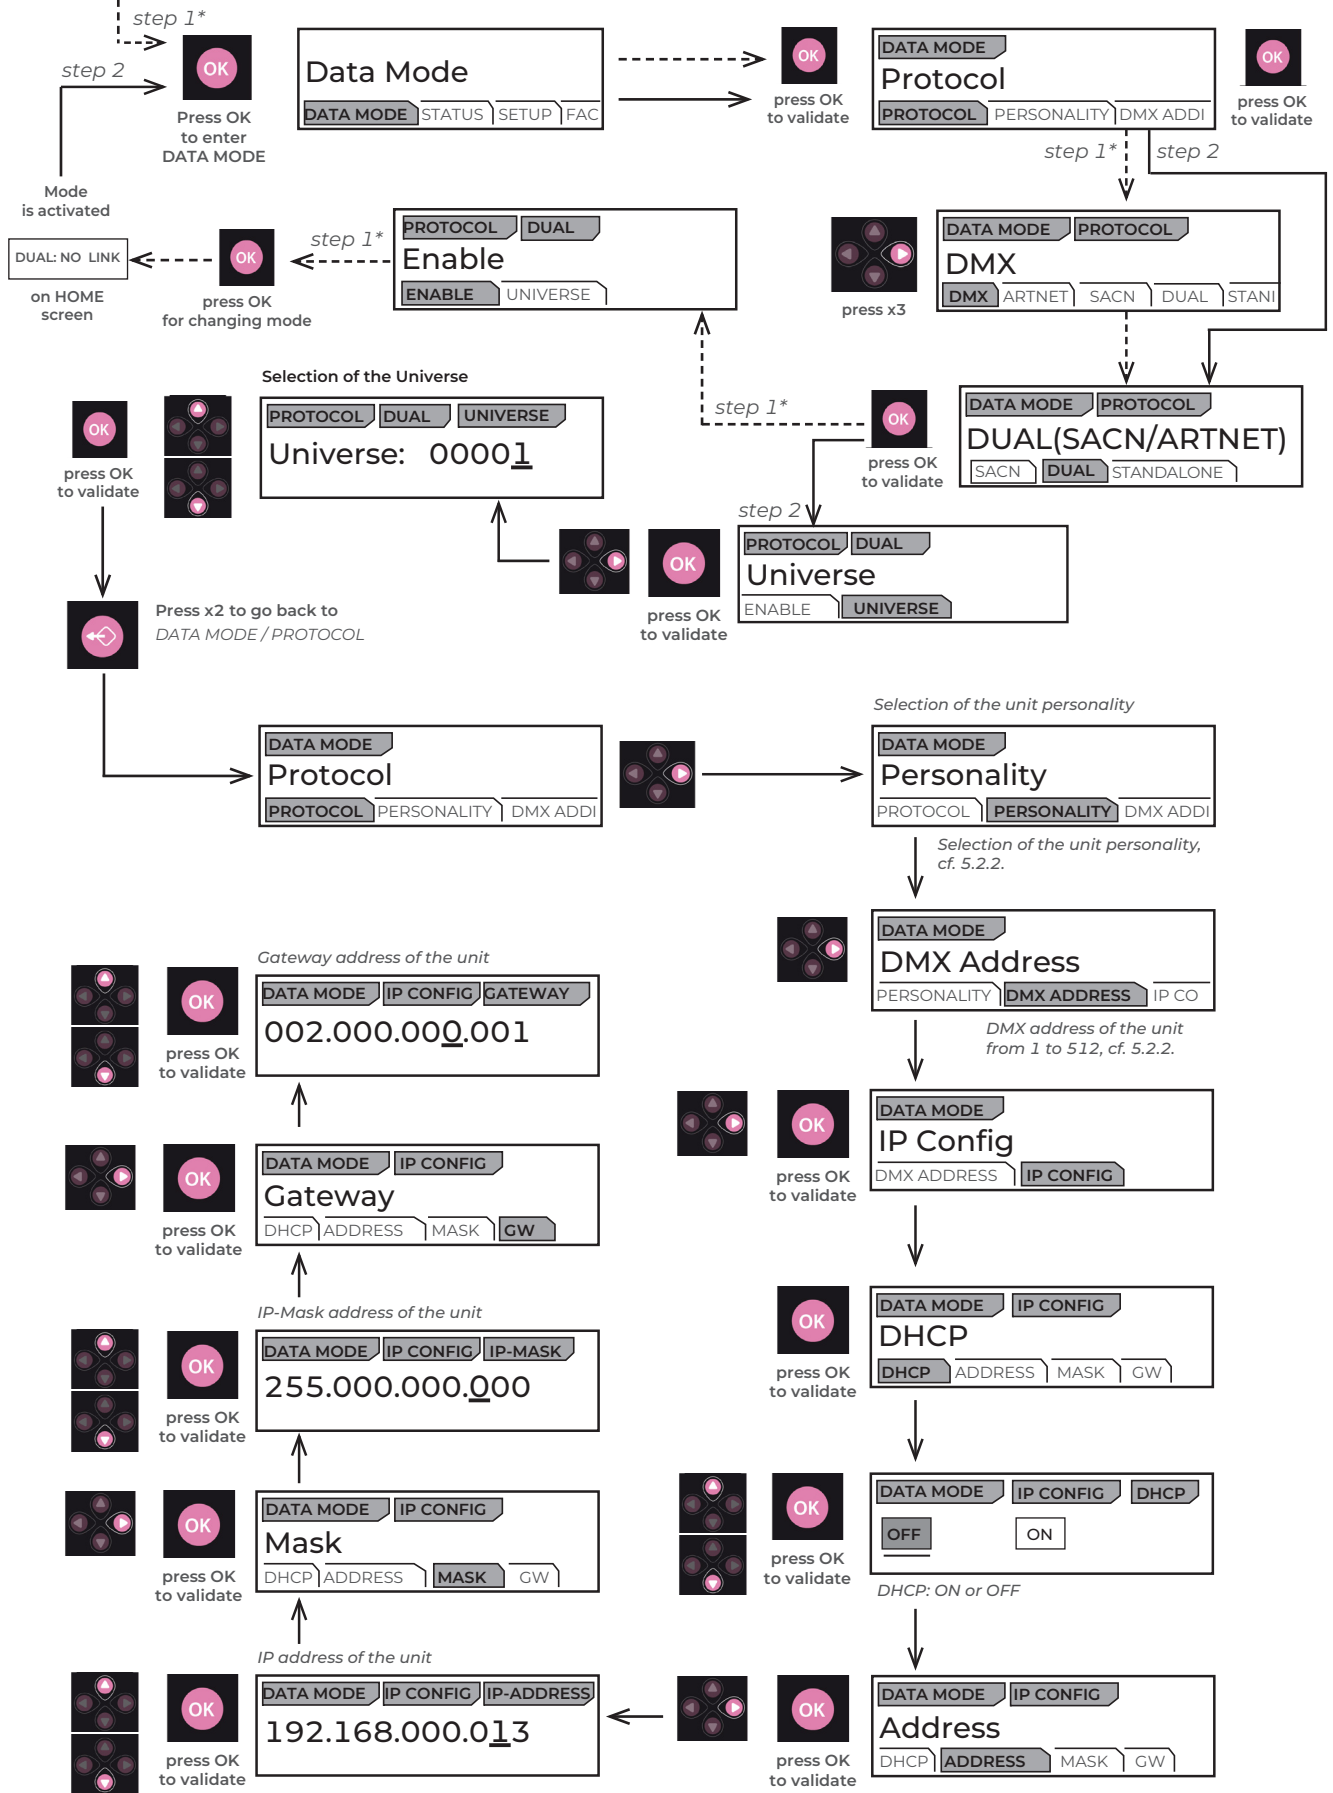 step 1*
step 2
OK
Press OK
to enter
DATA MODE
Data Mode
DATA MODE STATUS SETUP FAC
OK
press OK
to validate
DATA MODE
Protocol
PROTOCOL PERSONALITY DMX ADDI
OK
press OK
to validate
step 1* step 2
Mode
is activated
DUAL: NO LINK
on HOME
screen
OK
press OK
for changing mode
step 1*
PROTOCOL DUAL
Enable
ENABLE UNIVERSE
press x3
DATA MODE PROTOCOL
DMX
DMX ARTNET SACN DUAL STANI
DATA MODE PROTOCOL
DUAL(SACN/ARTNET)
SACN DUAL STANDALONE
OK
press OK
to validate
step 1*
step 2
PROTOCOL DUAL
Universe
ENABLE UNIVERSE
OK
press OK
to validate
Selection of the Universe
PROTOCOL DUAL UNIVERSE
Universe: 00001
OK
press OK
to validate
Press x2 to go back to
DATA MODE / PROTOCOL
DATA MODE
Protocol
PROTOCOL PERSONALITY DMX ADDI
Selection of the unit personality
DATA MODE
Personality
PROTOCOL PERSONALITY DMX ADDI
Selection of the unit personality,
cf. 5.2.2.
DATA MODE
DMX Address
PERSONALITY DMX ADDRESS IP CO
DMX address of the unit
from 1 to 512, cf. 5.2.2.
OK
press OK
to validate
DATA MODE
IP Config
DMX ADDRESS IP CONFIG
OK
press OK
to validate
DATA MODE IP CONFIG
DHCP
DHCP ADDRESS MASK GW
OK
press OK
to validate
DATA MODE IP CONFIG DHCP
OFF ON
DHCP: ON or OFF
OK
press OK
to validate
DATA MODE IP CONFIG
Address
DHCP ADDRESS MASK GW
IP address of the unit
OK
press OK
to validate
DATA MODE IP CONFIG IP-ADDRESS
192.168.000.013
OK
press OK
to validate
DATA MODE IP CONFIG
Mask
DHCP ADDRESS MASK GW
IP-Mask address of the unit
OK
press OK
to validate
DATA MODE IP CONFIG IP-MASK
255.000.000.000
OK
press OK
to validate
DATA MODE IP CONFIG
Gateway
DHCP ADDRESS MASK GW
Gateway address of the unit
OK
press OK
to validate
DATA MODE IP CONFIG GATEWAY
002.000.000.001